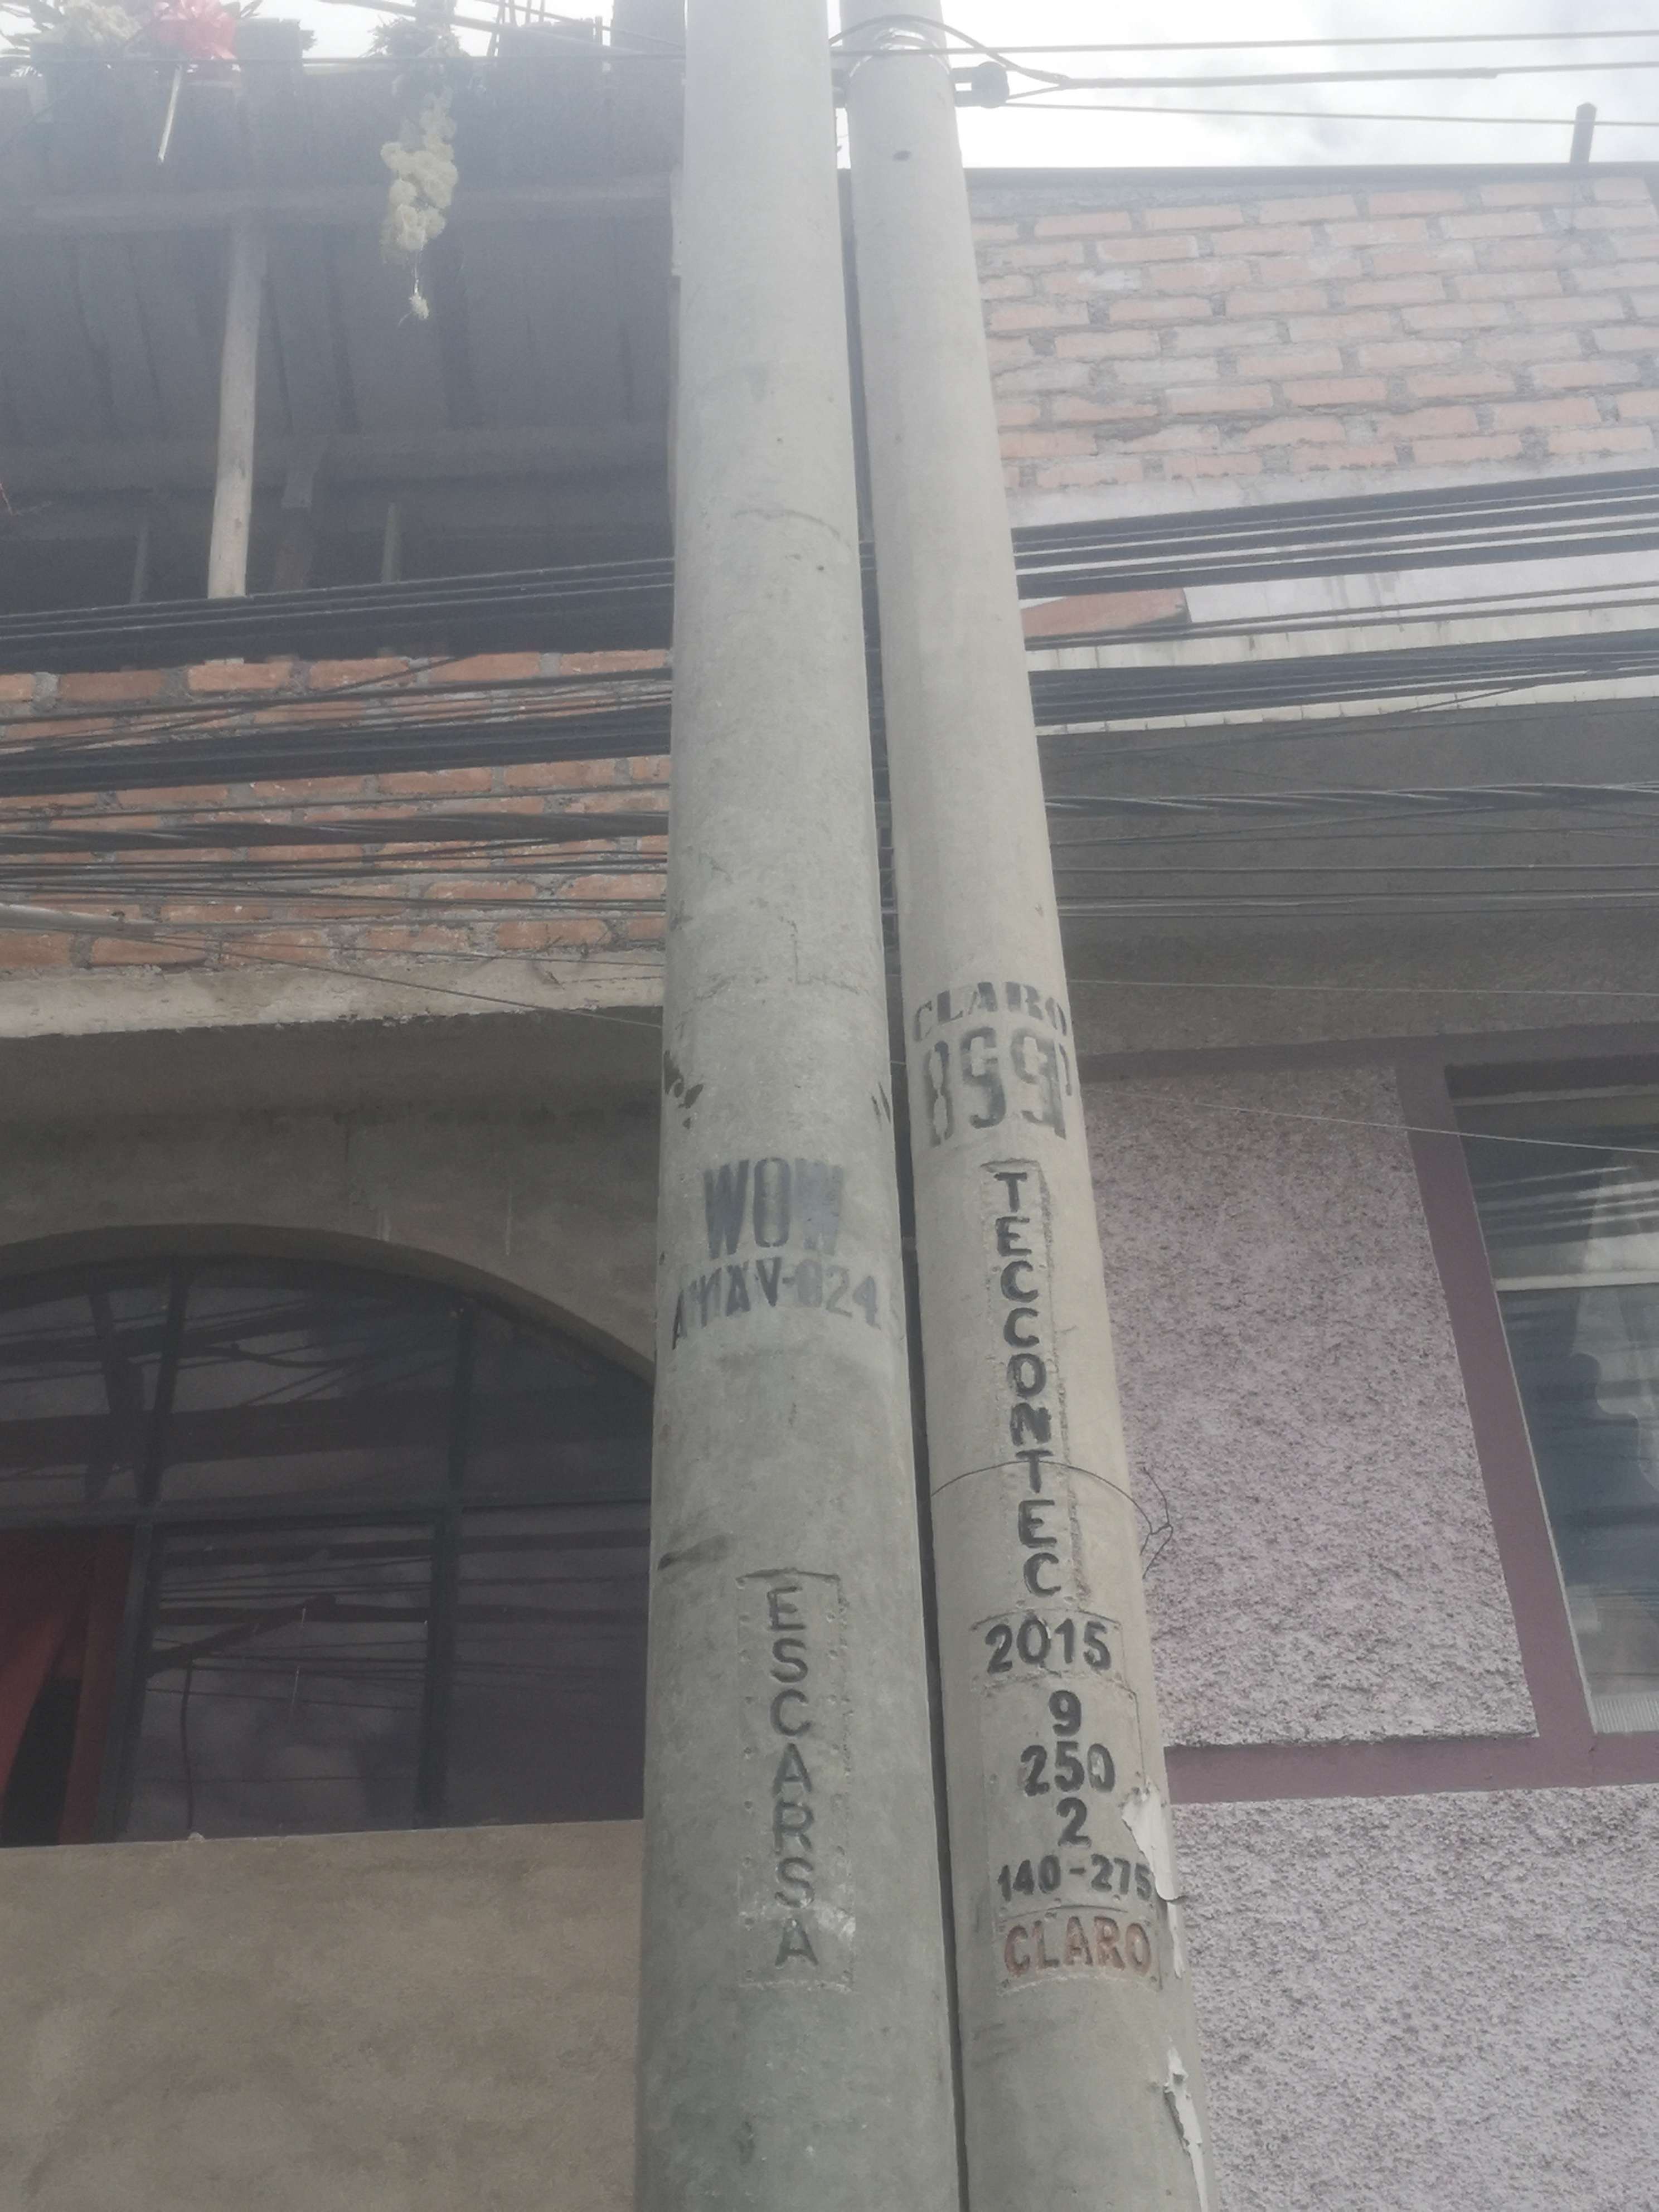 WOW
ESCARSA
CLARO
TECCONTEC
2015
9
250
2
140-275
CLARO